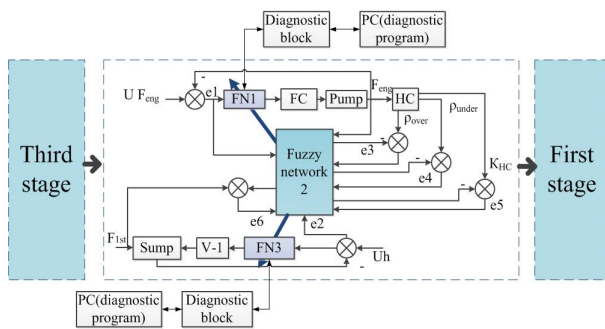 Diagnostic
block
PC(diagnostic
program)
Third
stage
First
stage
U F_eng
-
e1
FN1
FC
Pump
F_eng
HC
ρ_over
ρ_under
K_HC
Fuzzy
network
2
-
e3
-
e4
-
e5
e6
e2
F_1st
Sump
V-1
FN3
Uh
-
PC(diagnostic
program)
Diagnostic
block